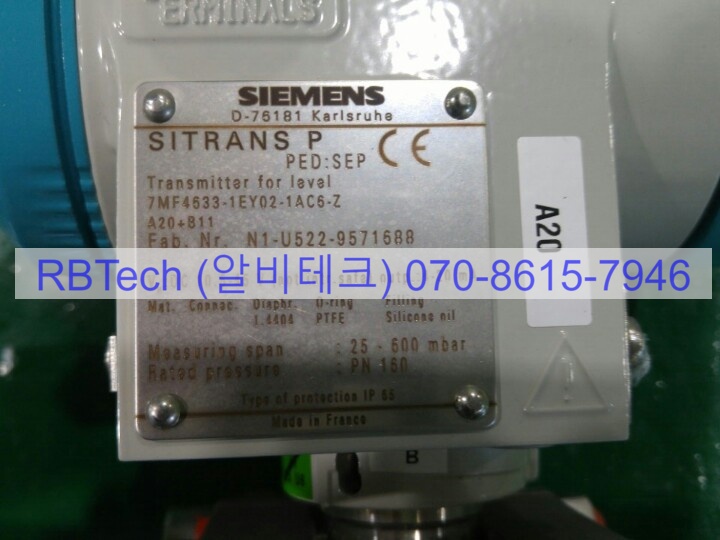 TERMINALS
SIEMENS
D-76181 Karlsruhe
SITRANS P
PED:SEP CE
Transmitter for level
7MF4633-1EY02-1AC6-Z
A20+B11
Fab. Nr. N1-U522-9571688
A20
RBTech (알비테크) 070-8615-7946
Mat. Connec. Diaphr. O-ring Filling
1.4404 PTFE Silicone oil
Measuring span : 25 - 600 mbar
Rated pressure : PN 160
Type of protection IP 65
Made in France
B